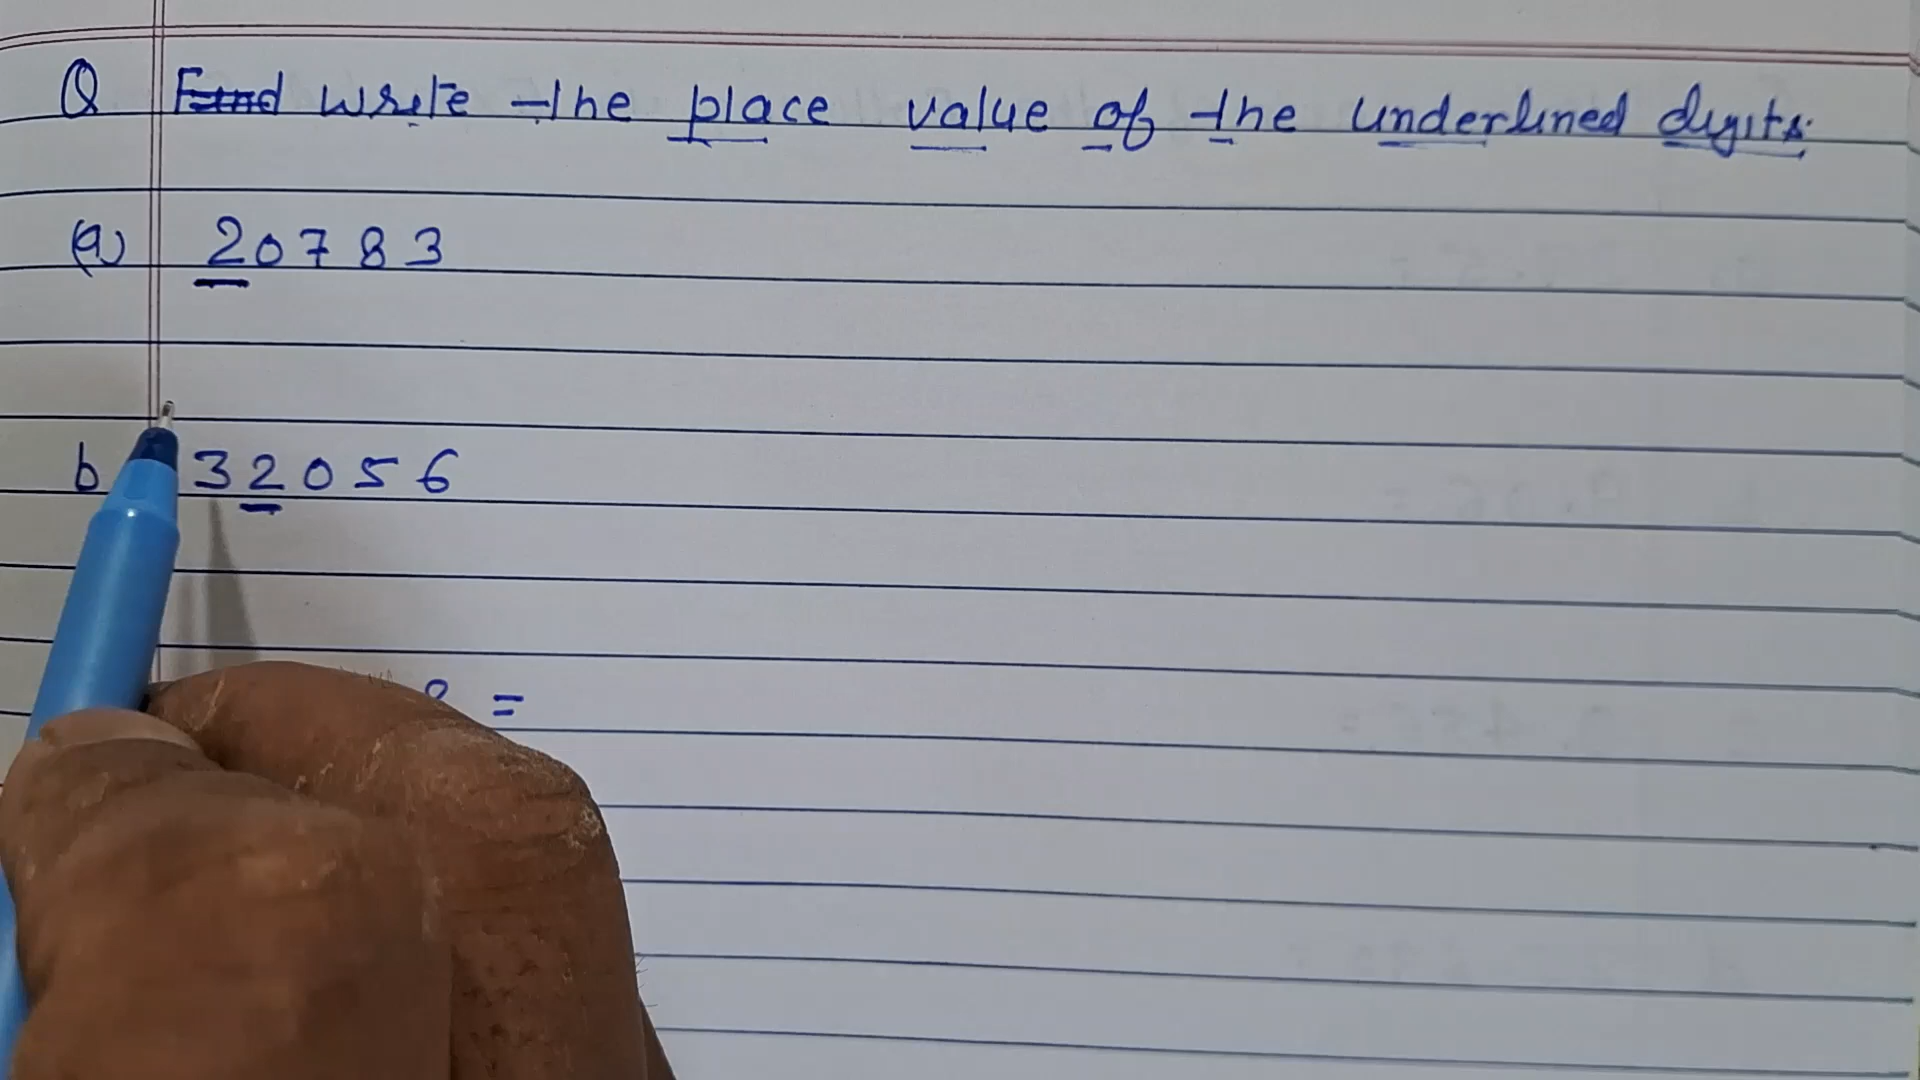 Q Find Write the place value of the underlined digits.
(a) 20783
b 32056
=